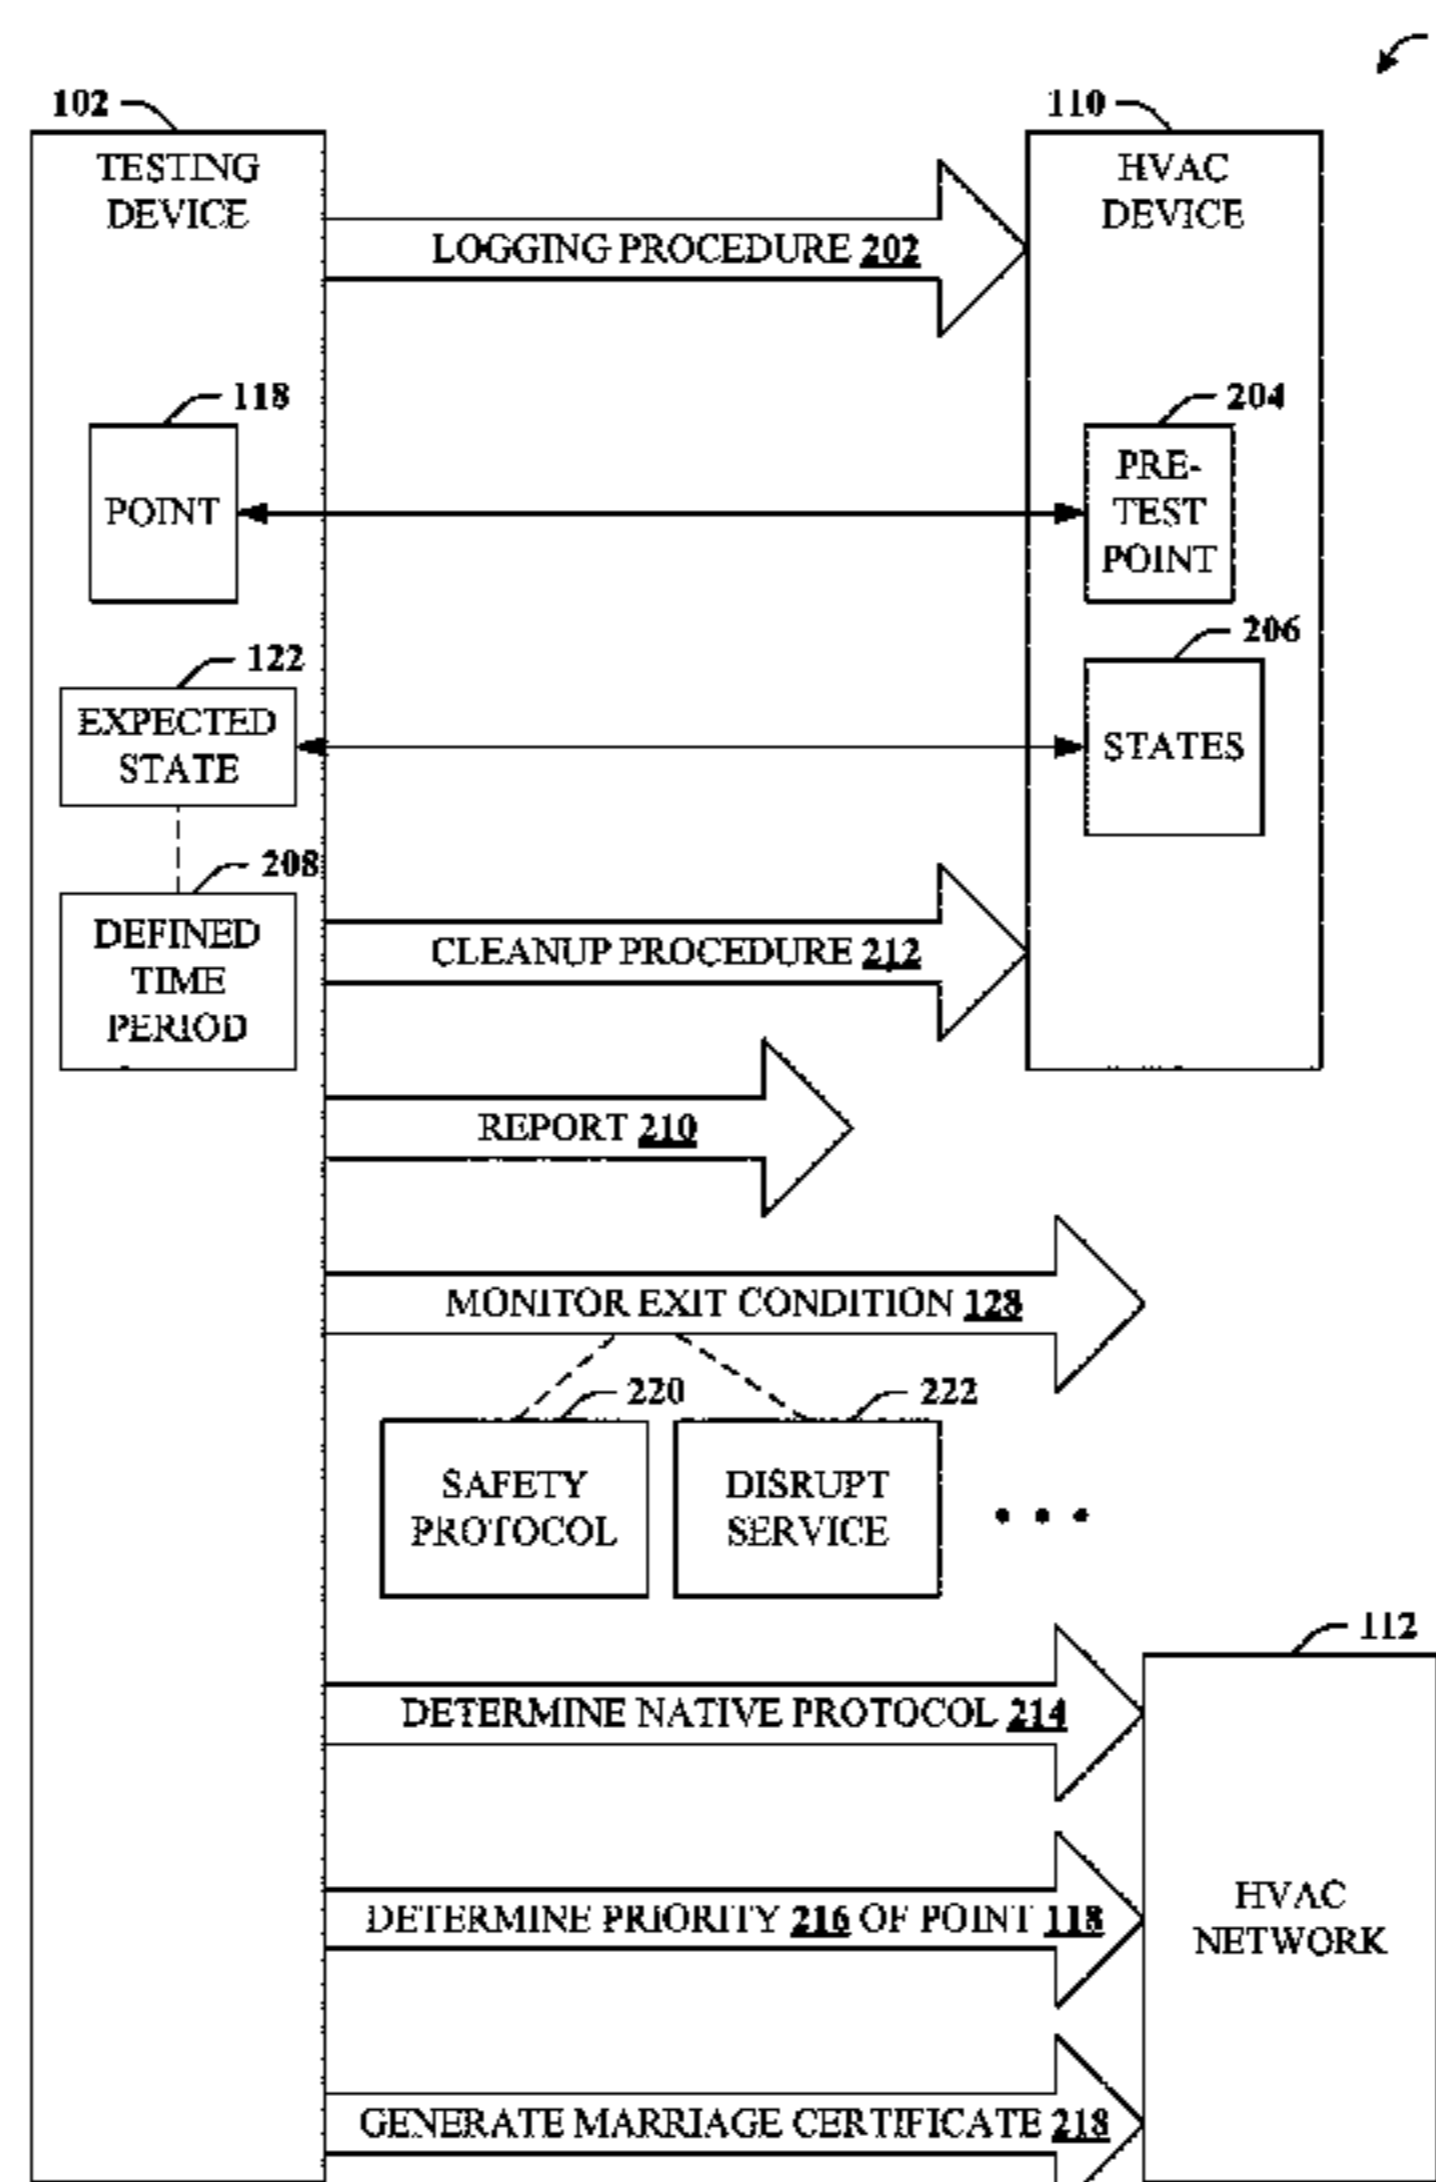 102
110
TESTING
DEVICE
HVAC
DEVICE
LOGGING PROCEDURE 202
118
204
POINT
PRE-
TEST
POINT
122
206
EXPECTED
STATE
STATES
208
DEFINED
TIME
PERIOD
CLEANUP PROCEDURE 212
REPORT 210
MONITOR EXIT CONDITION 128
220
222
SAFETY
PROTOCOL
DISRUPT
SERVICE
• • •
112
DETERMINE NATIVE PROTOCOL 214
DETERMINE PRIORITY 216 OF POINT 118
HVAC
NETWORK
GENERATE MARRIAGE CERTIFICATE 218